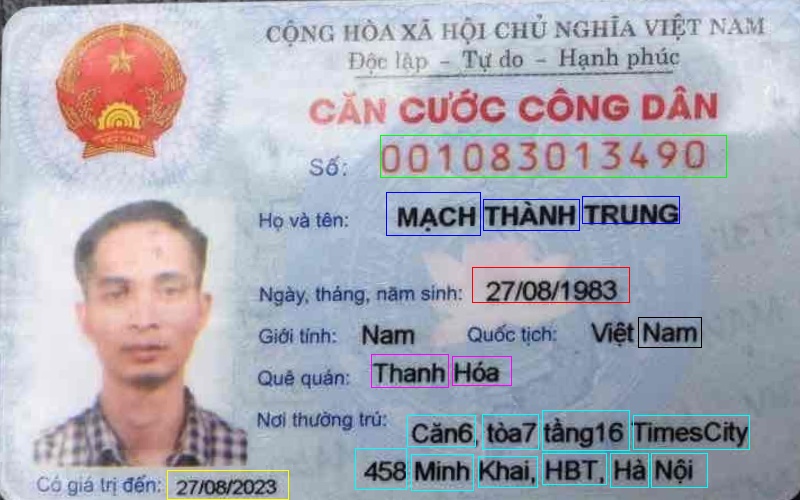 CỘNG HÒA XÃ HỘI CHỦ NGHĨA VIỆT NAM
Độc lập - Tự do - Hạnh phúc
CĂN CƯỚC CÔNG DÂN
Số: 001083013490
Họ và tên: MẠCH THÀNH TRUNG
Ngày, tháng, năm sinh: 27/08/1983
Giới tính: Nam Quốc tịch: Việt Nam
Quê quán: Thanh Hóa
Nơi thường trú: Căn6, tòa7 tầng16 TimesCity
458 Minh Khai, HBT, Hà Nội
Có giá trị đến: 27/08/2023